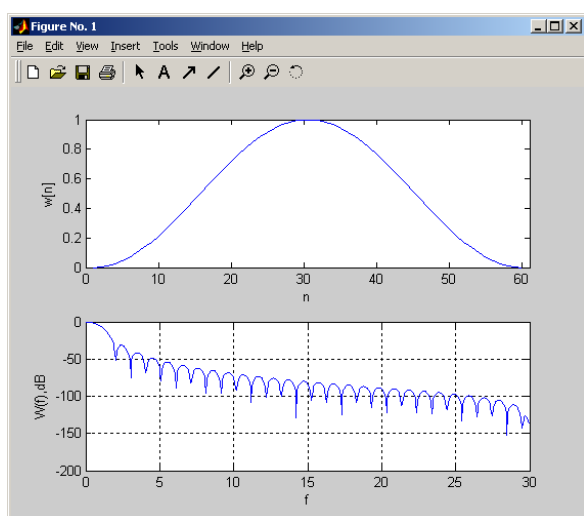 Figure No. 1
File Edit View Insert Tools Window Help
A
1
0.8
0.6
0.4
0.2
0
w[n]
0 10 20 30 40 50 60
n
0
-50
-100
-150
-200
W(f),dB
0 5 10 15 20 25 30
f